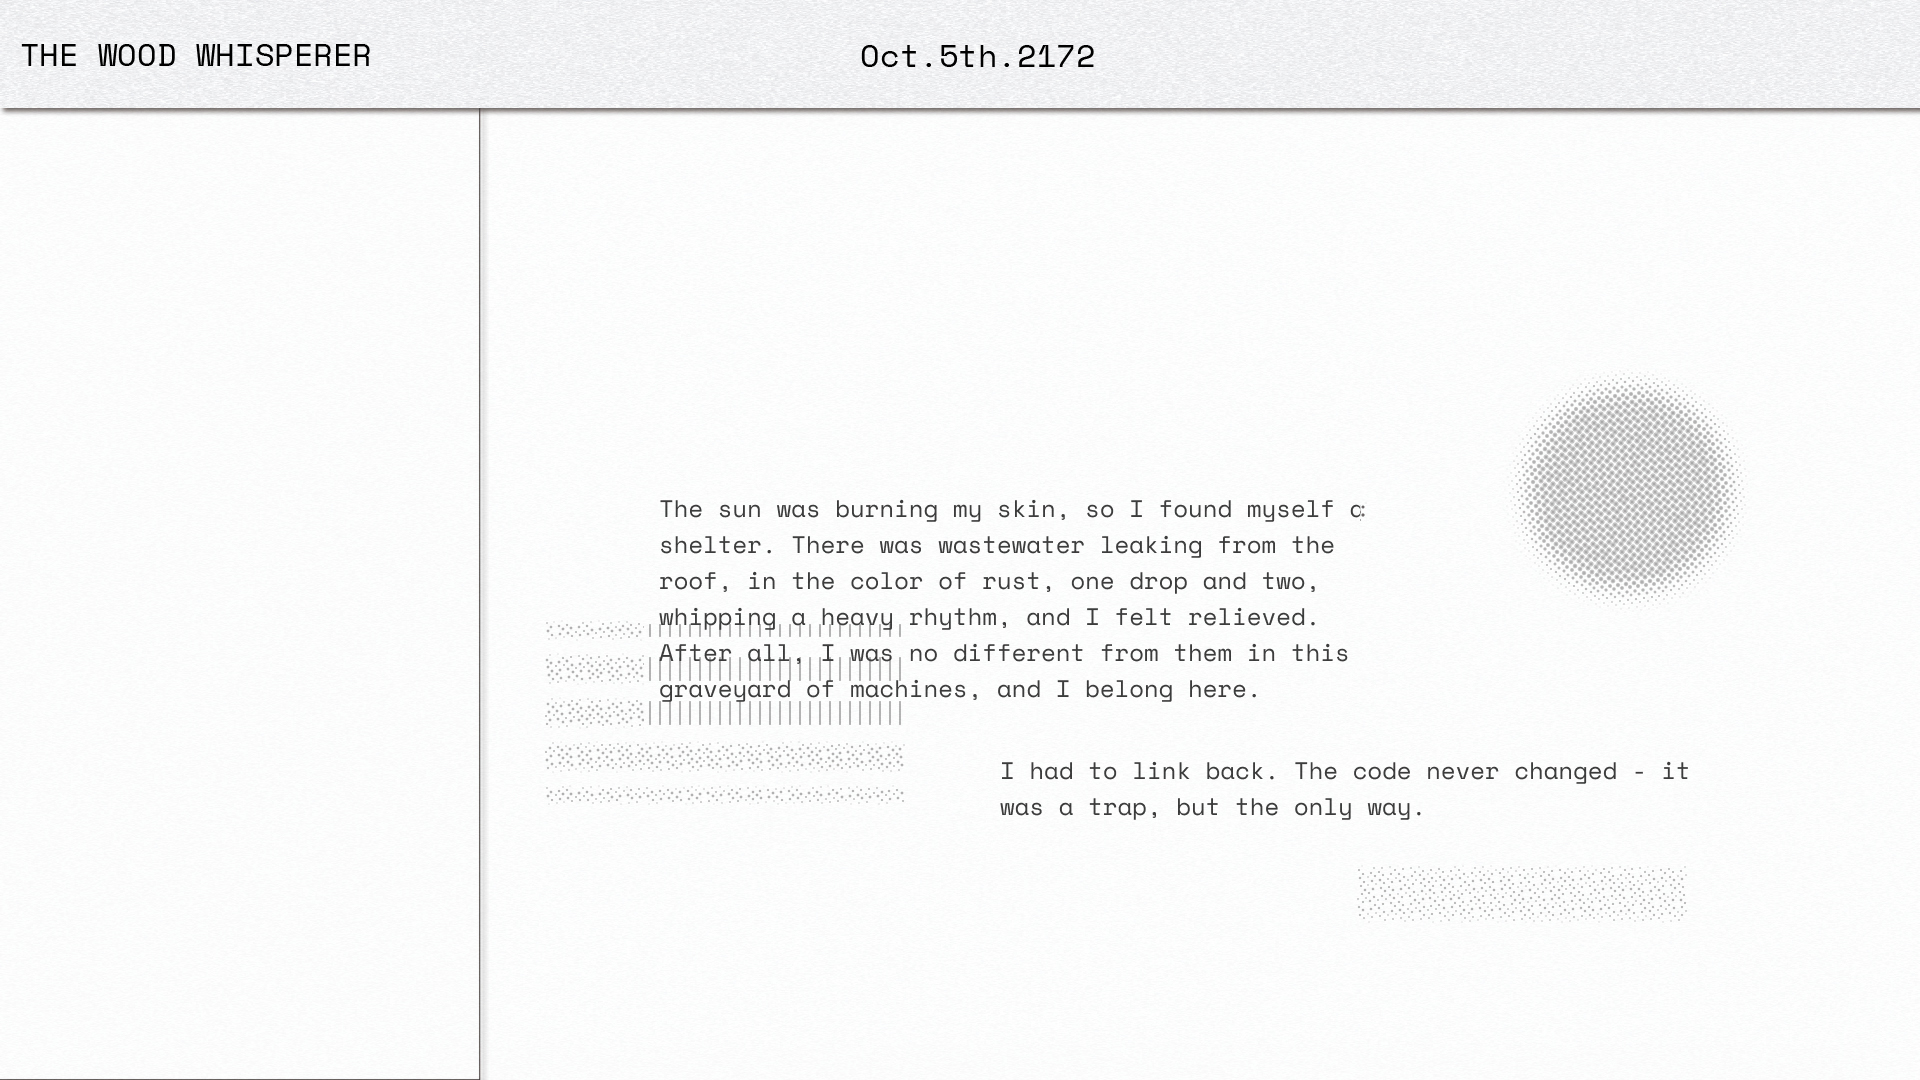 THE WOOD WHISPERER
Oct.5th.2172
The sun was burning my skin, so I found myself a
shelter. There was wastewater leaking from the
roof, in the color of rust, one drop and two,
whipping a heavy rhythm, and I felt relieved.
After all, I was no different from them in this
graveyard of machines, and I belong here.
I had to link back. The code never changed - it
was a trap, but the only way.